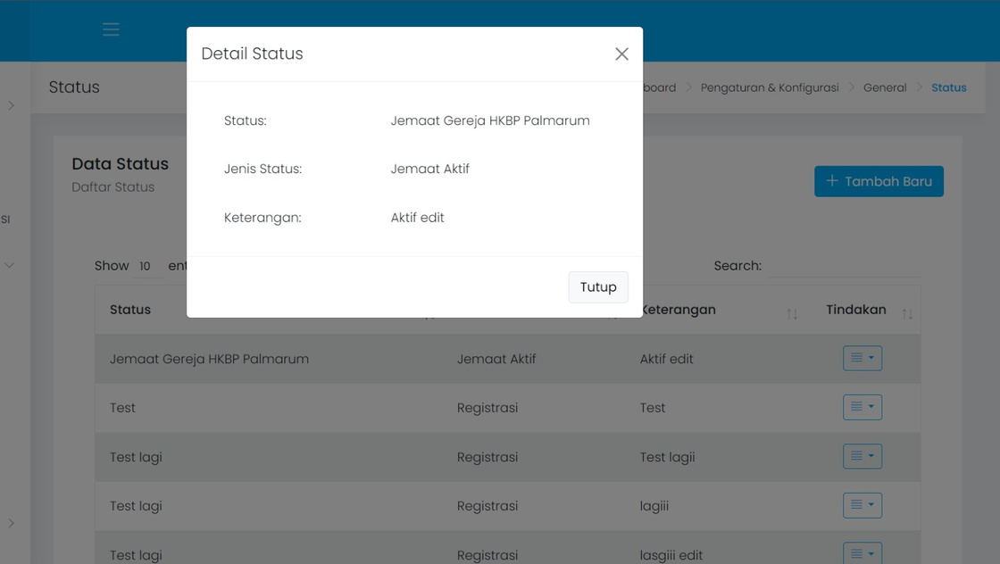 Detail Status
Status
board Pengaturan & Konfigurasi General Status
Status: Jemaat Gereja HKBP Palmarum
Jenis Status: Jemaat Aktif
Keterangan: Aktif edit
Tutup
Data Status
Daftar Status
Tambah Baru
SI
Show 10 ent
Search:
Status Keterangan Tindakan
Jemaat Gereja HKBP Palmarum Jemaat Aktif Aktif edit
Test Registrasi Test
Test lagi Registrasi Test lagii
Test lagi Registrasi lagiii
Test lagi Registrasi lasgiii edit